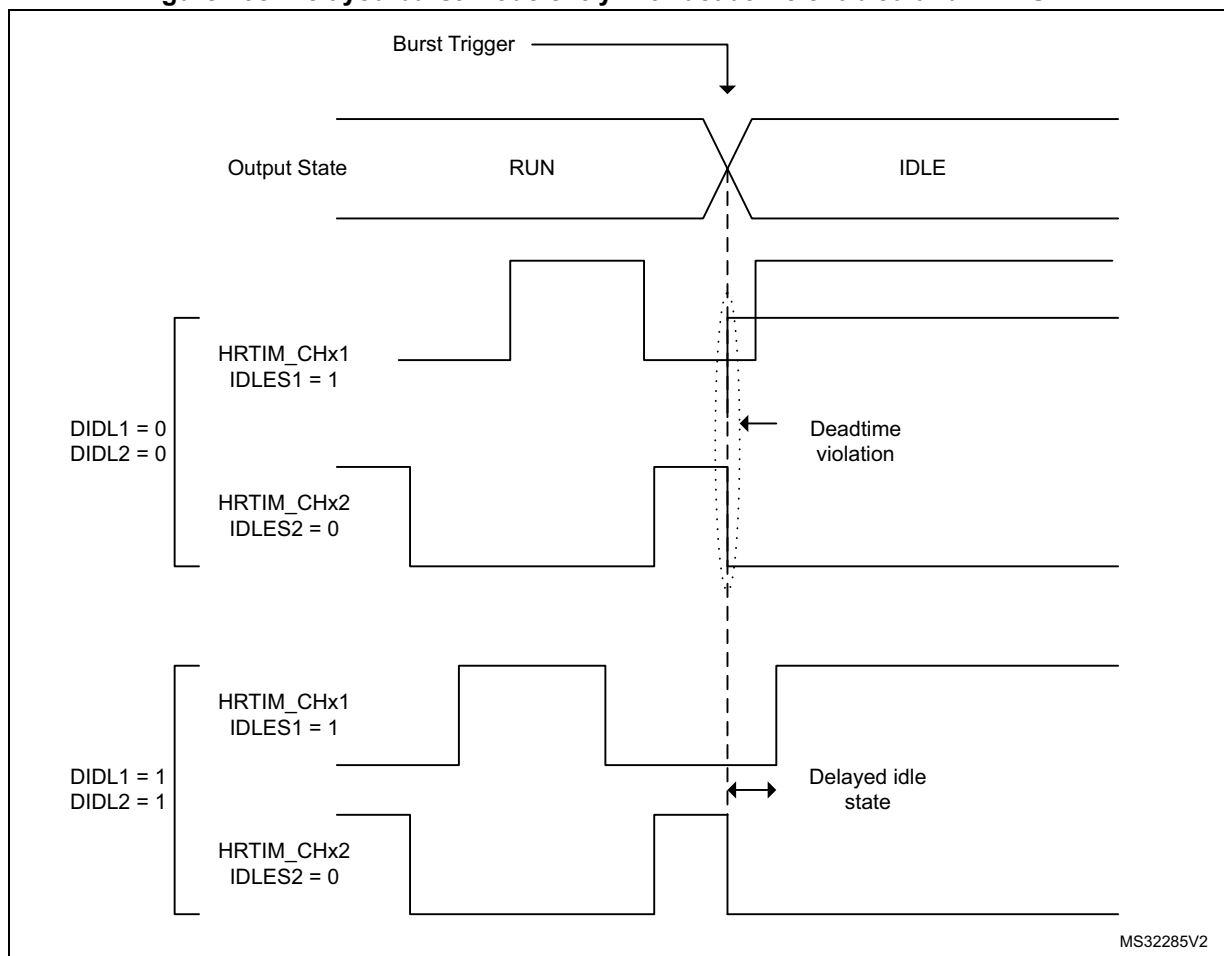 Burst Trigger
Output State
RUN
IDLE
HRTIM_CHx1
IDLES1 = 1
DIDL1 = 0
DIDL2 = 0
Deadtime
violation
HRTIM_CHx2
IDLES2 = 0
HRTIM_CHx1
IDLES1 = 1
DIDL1 = 1
DIDL2 = 1
Delayed idle
state
HRTIM_CHx2
IDLES2 = 0
MS32285V2